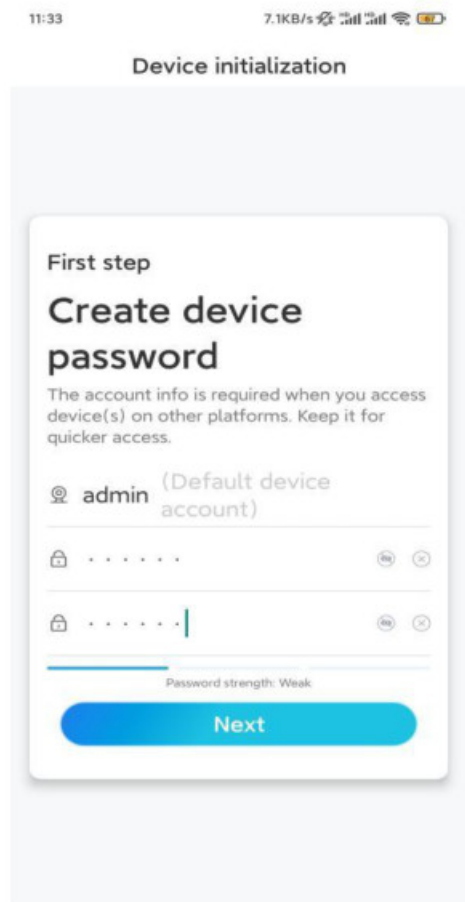 11:33 7.1KB/s 67
Device initialization
First step
Create device
password
The account info is required when you access
device(s) on other platforms. Keep it for
quicker access.
admin (Default device
account)
······
······
Password strength: Weak
Next